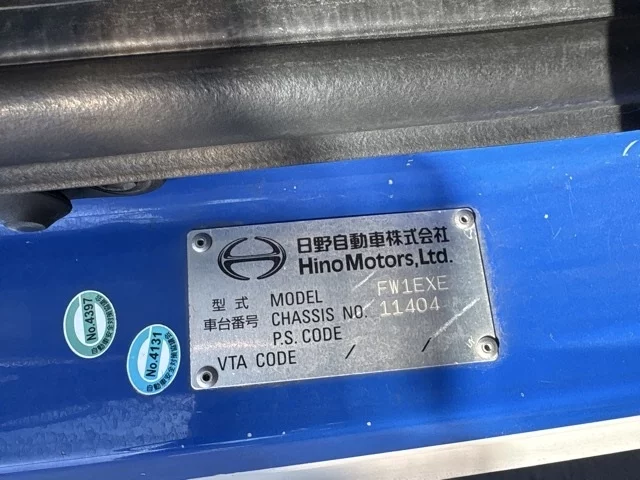 日野自動車株式会社
Hino Motors, Ltd.
型式 MODEL FW1EXE
車台番号 CHASSIS NO. 11404
P.S. CODE
VTA CODE / /
No.4397
No.4131